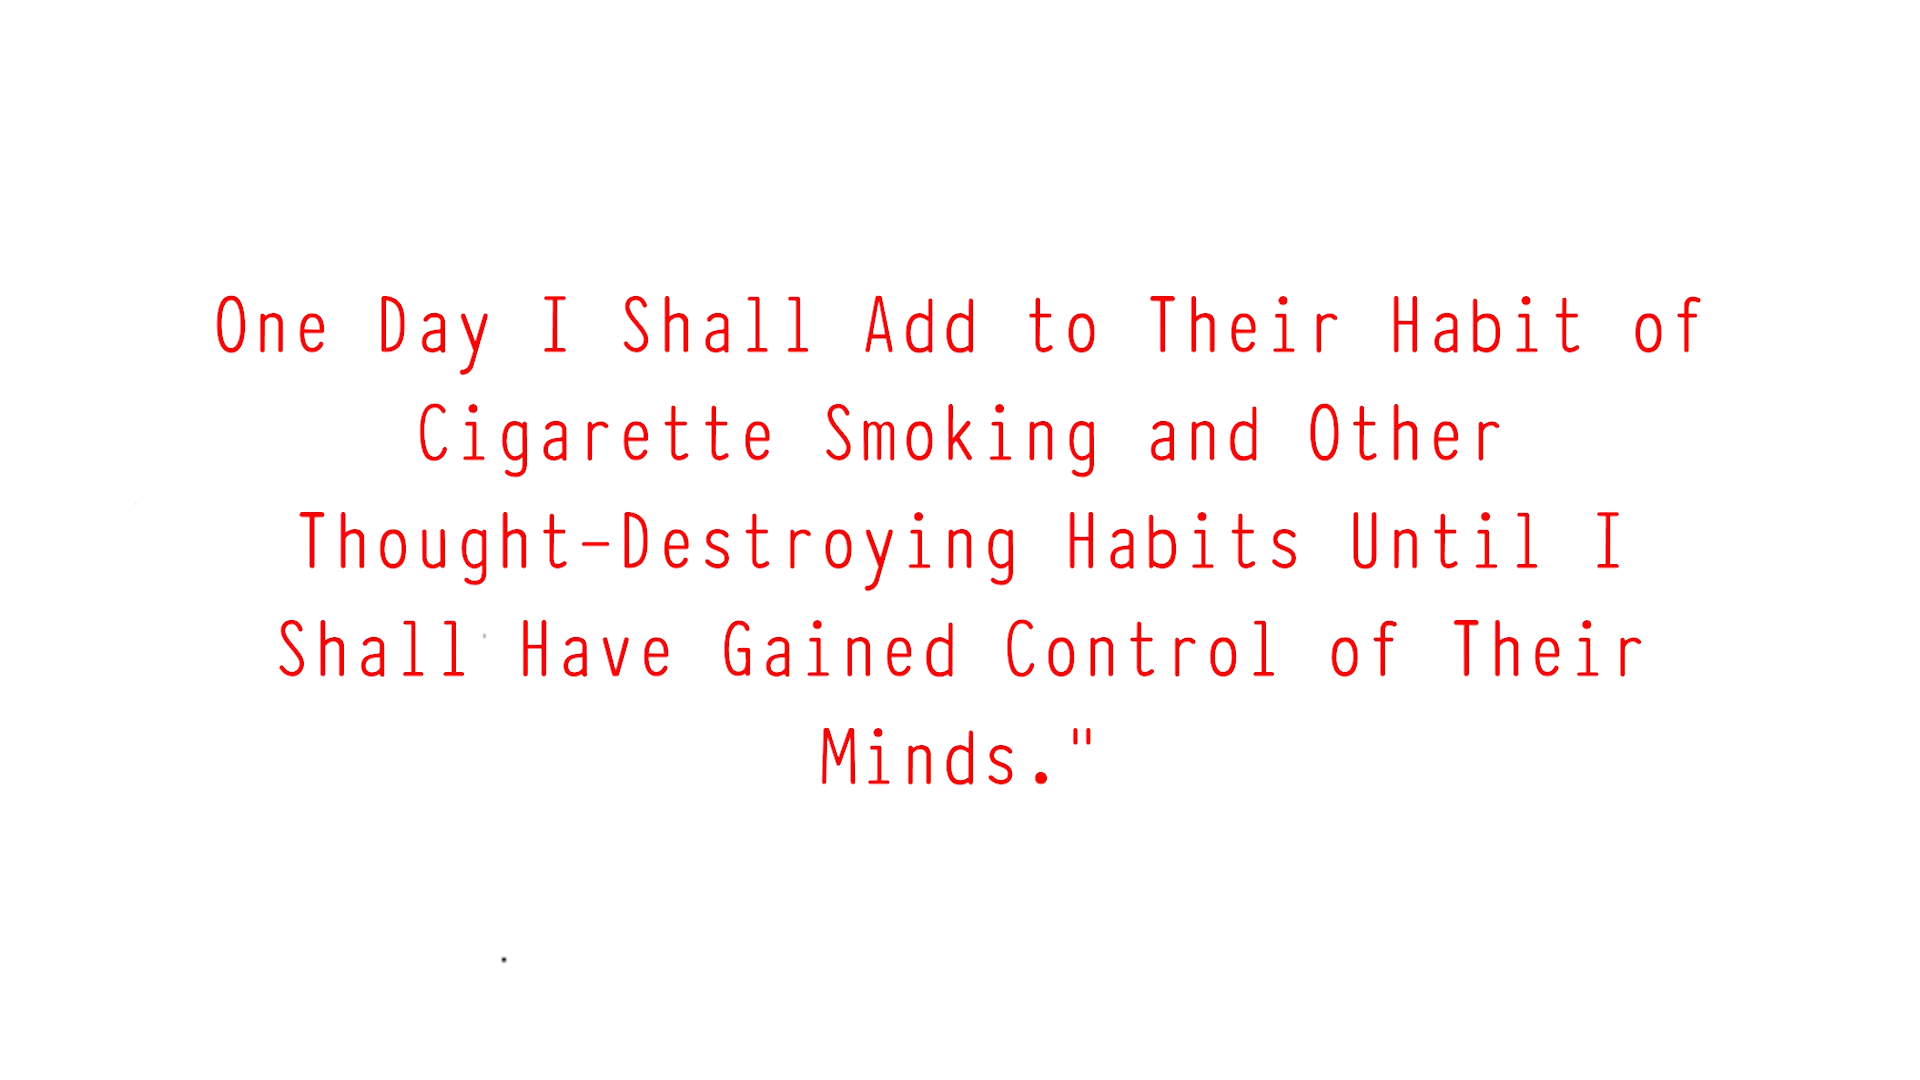 One Day I Shall Add to Their Habit of
Cigarette Smoking and Other
Thought-Destroying Habits Until I
Shall Have Gained Control of Their
Minds."